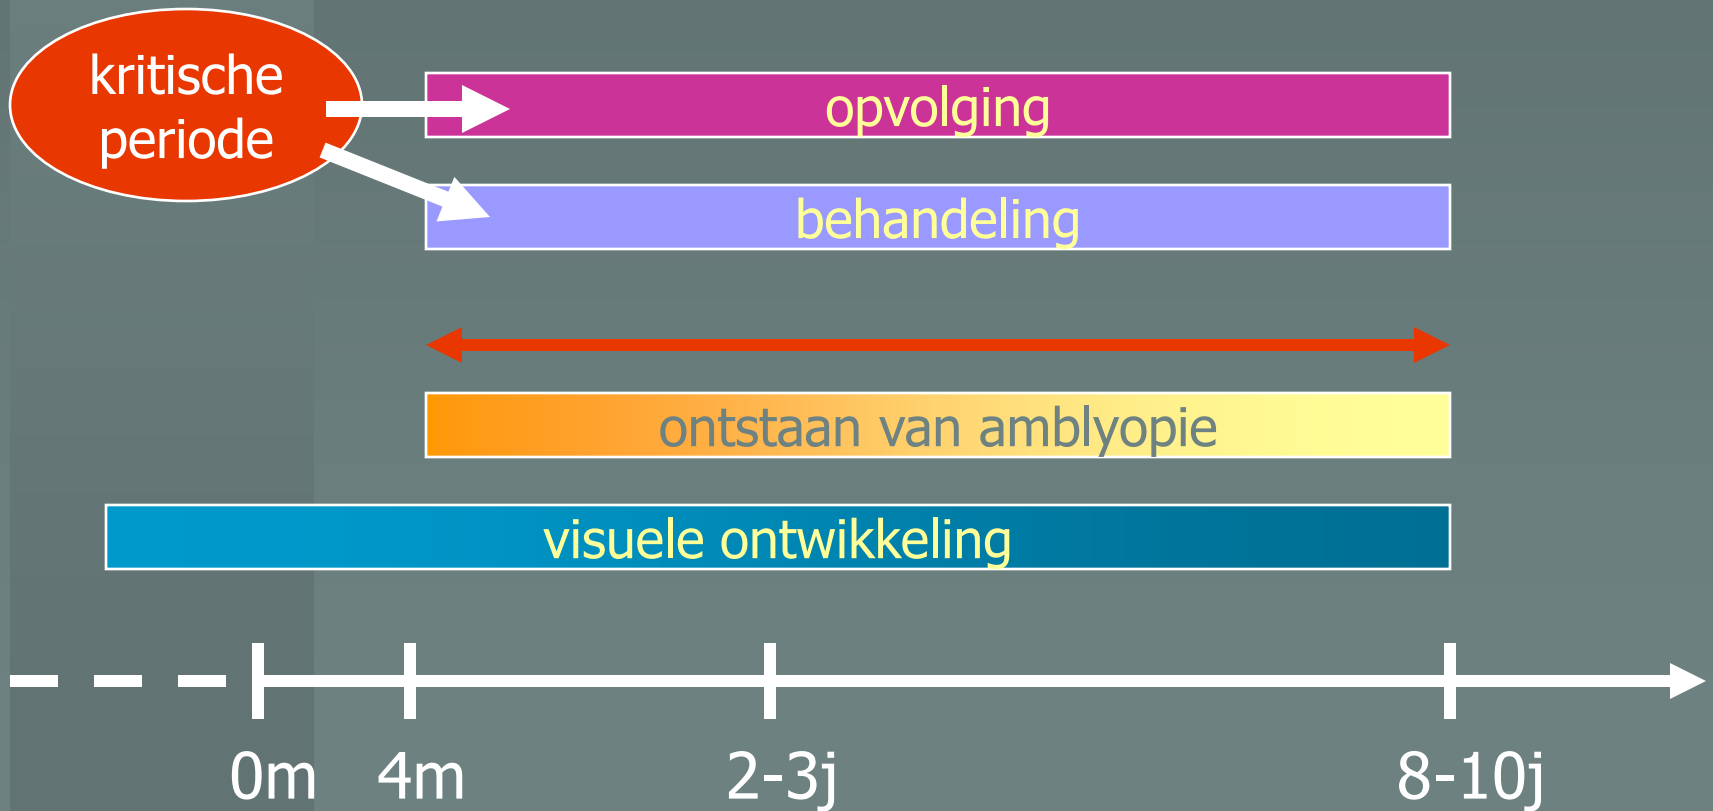 kritische
periode
opvolging
behandeling
ontstaan van amblyopie
visuele ontwikkeling
0m 4m 2-3j 8-10j